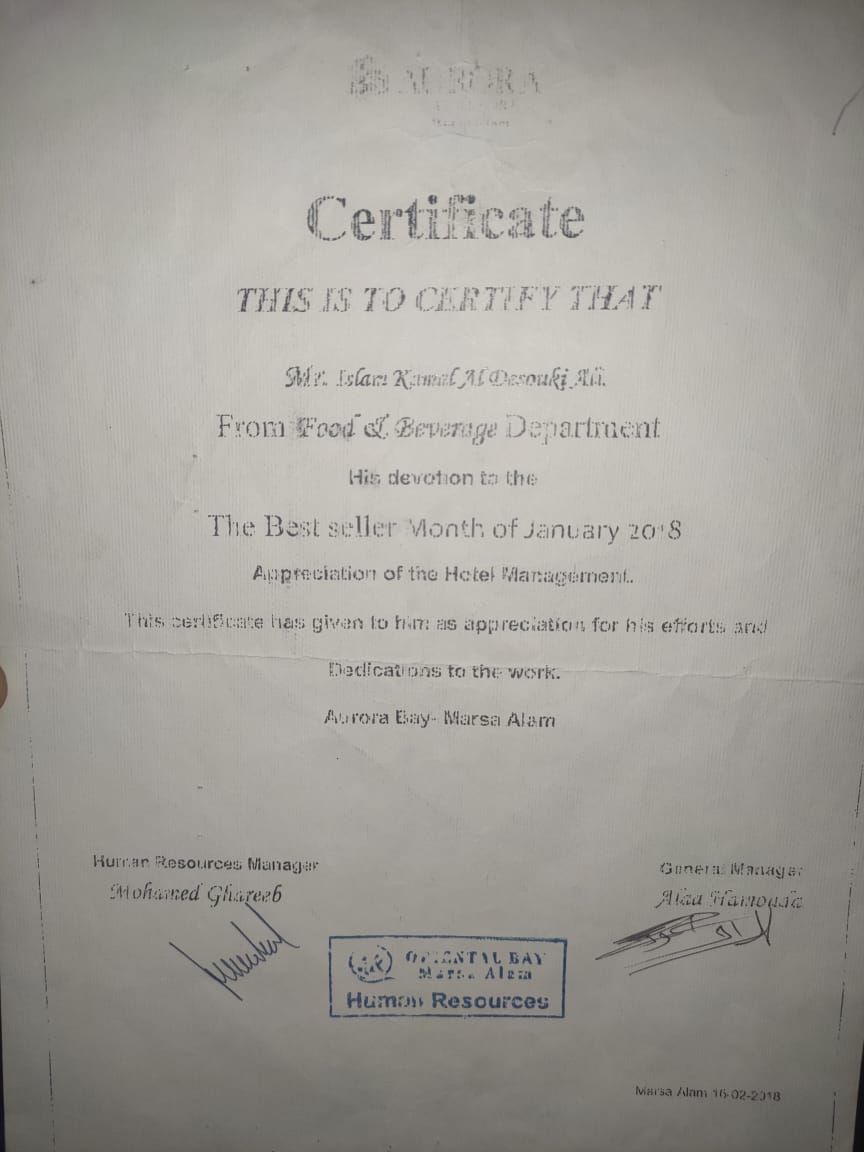 AURORA
Certificate
THIS IS TO CERTIFY THAT
Mr. Islam Kamal Al Desouki Ali.
From Food & Beverage Department
His devotion to the
The Best seller Month of January 2018
Appreciation of the Hotel Management.
This certificate has given to him as appreciation for his efforts and
Dedications to the work.
Aurora Bay- Marsa Alam
Human Resources Manager
Mohamed Ghareeb
General Manager
Alaa Hamouda
ORIENTAL BAY
Marsa Alam
Human Resources
Marsa Alam 16-02-2018